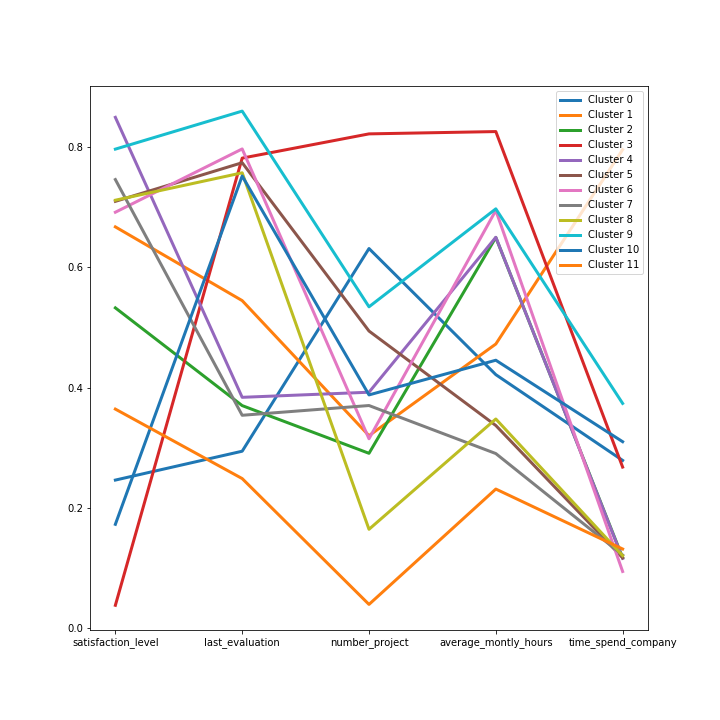 0.8
0.6
0.4
0.2
0.0
Cluster 0
Cluster 1
Cluster 2
Cluster 3
Cluster 4
Cluster 5
Cluster 6
Cluster 7
Cluster 8
Cluster 9
Cluster 10
Cluster 11
satisfaction_level
last_evaluation
number_project
average_montly_hours
time_spend_company